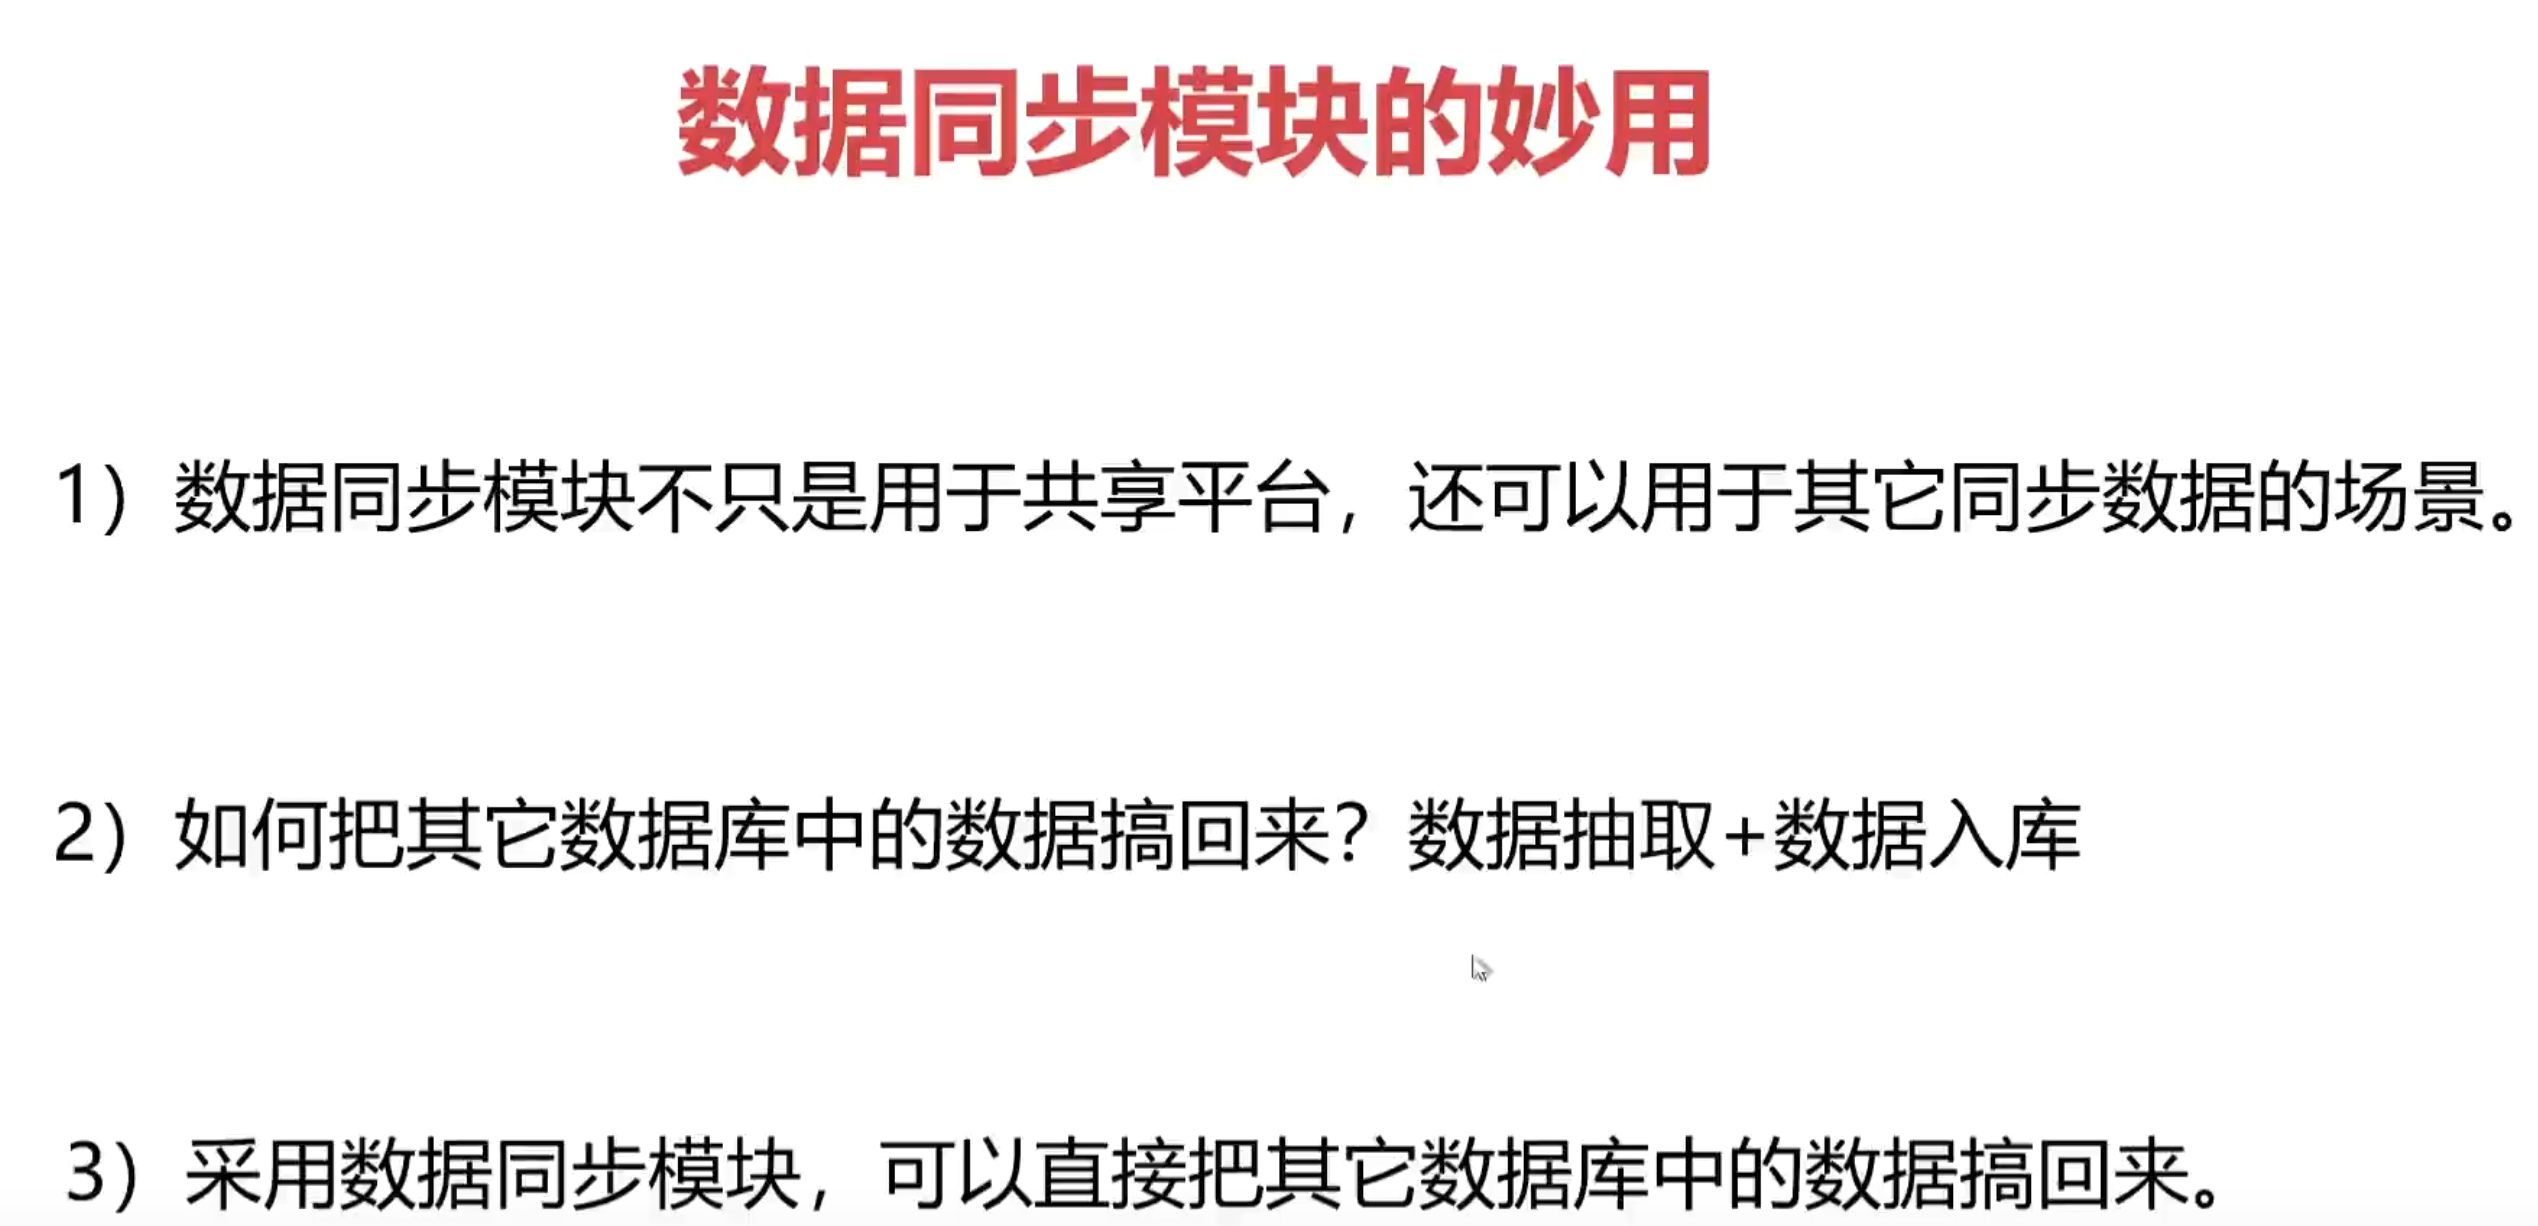 数据同步模块的妙用
1）数据同步模块不只是用于共享平台，还可以用于其它同步数据的场景。
2）如何把其它数据库中的数据搞回来？数据抽取+数据入库
3）采用数据同步模块，可以直接把其它数据库中的数据搞回来。